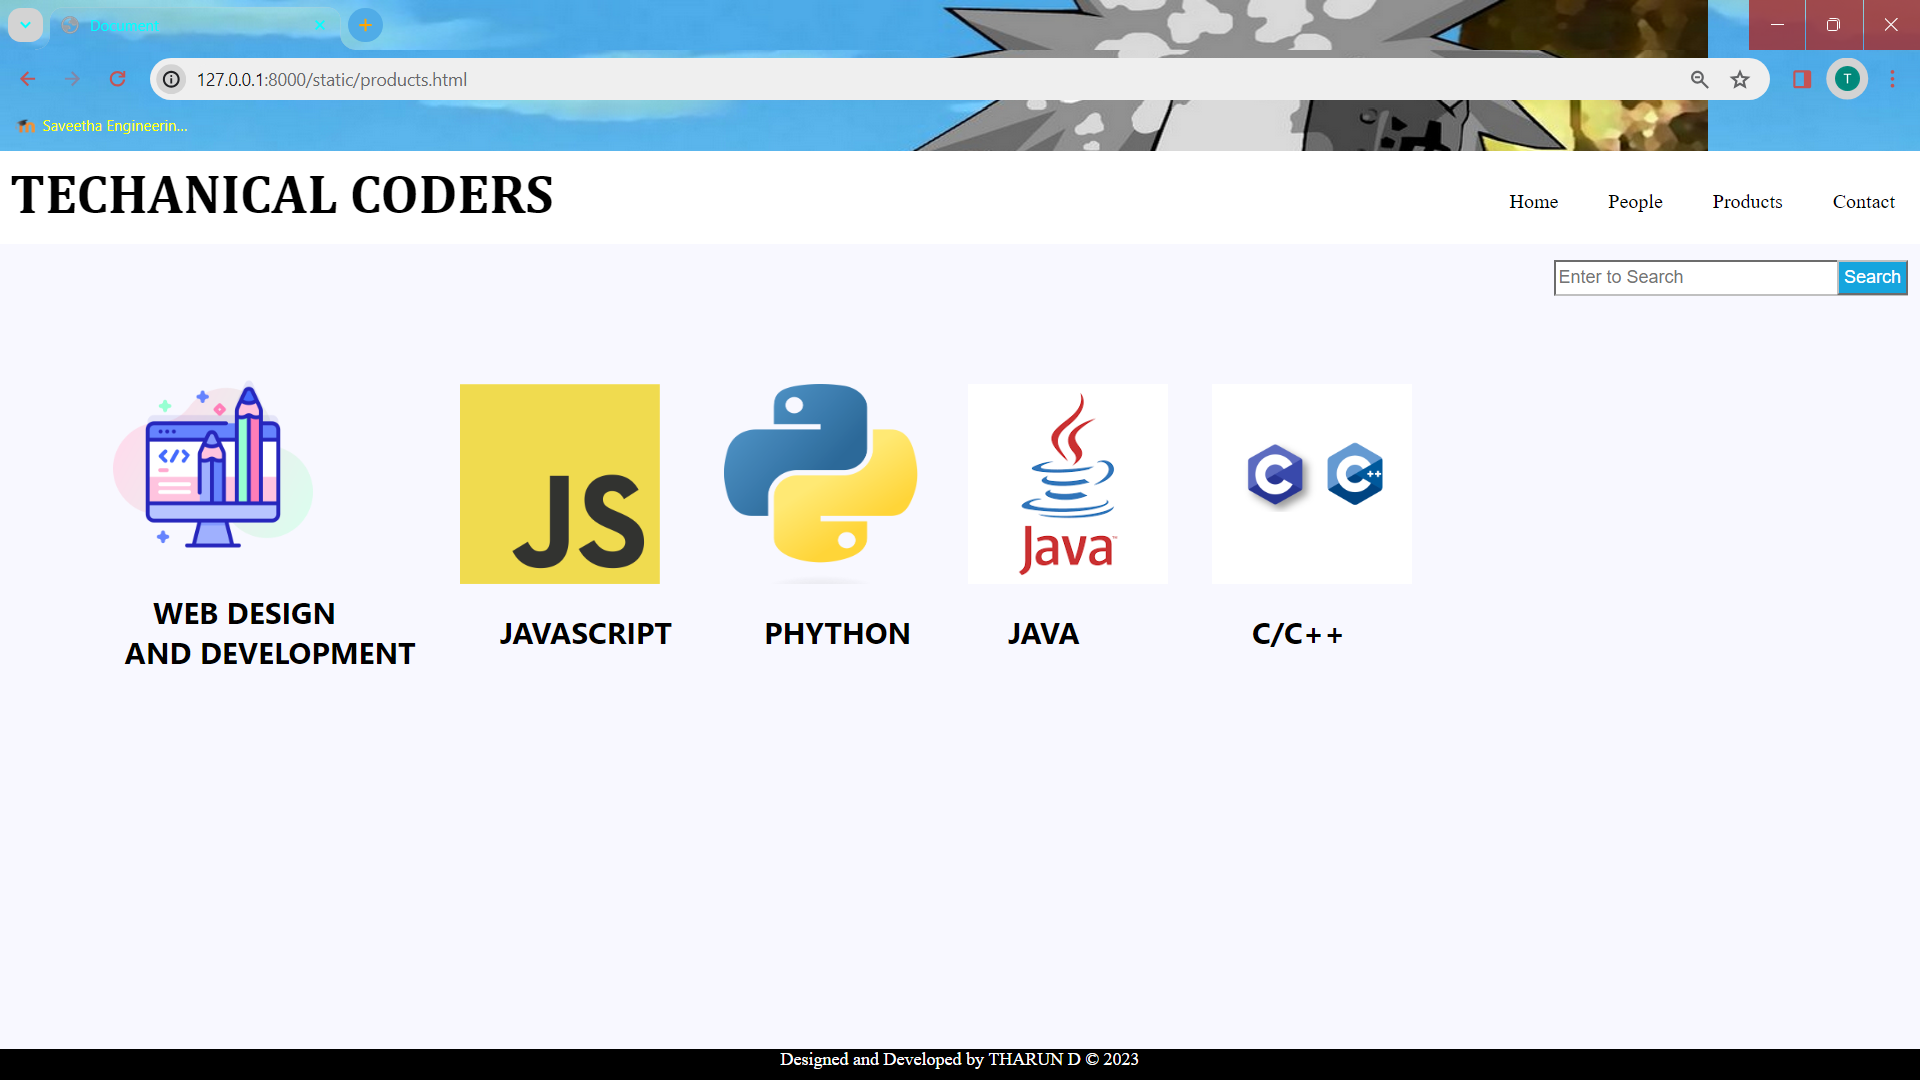 Document
127.0.0.1:8000/static/products.html
T
Saveetha Engineerin...
TECHANICAL CODERS
Home People Products Contact
Enter to Search Search
</>
JS
Java™
C C++
WEB DESIGN
AND DEVELOPMENT
JAVASCRIPT
PHYTHON
JAVA
C/C++
Designed and Developed by THARUN D © 2023